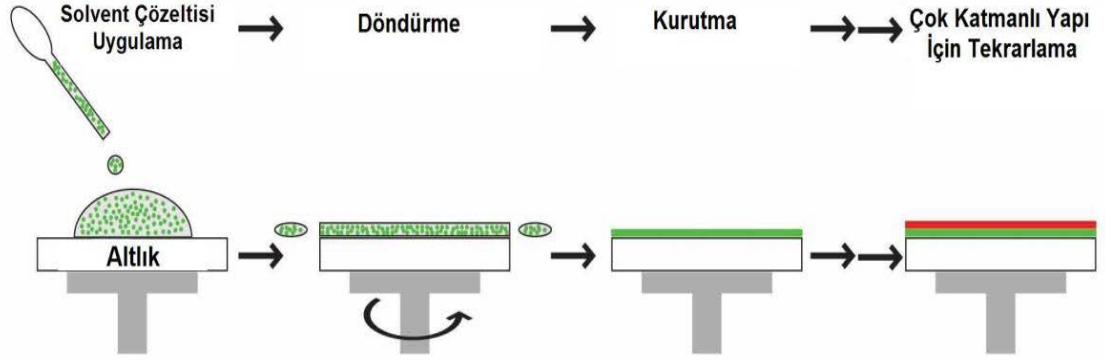 Solvent Çözeltisi
Uygulama
Döndürme
Kurutma
Çok Katmanlı Yapı
İçin Tekrarlama
Altlık